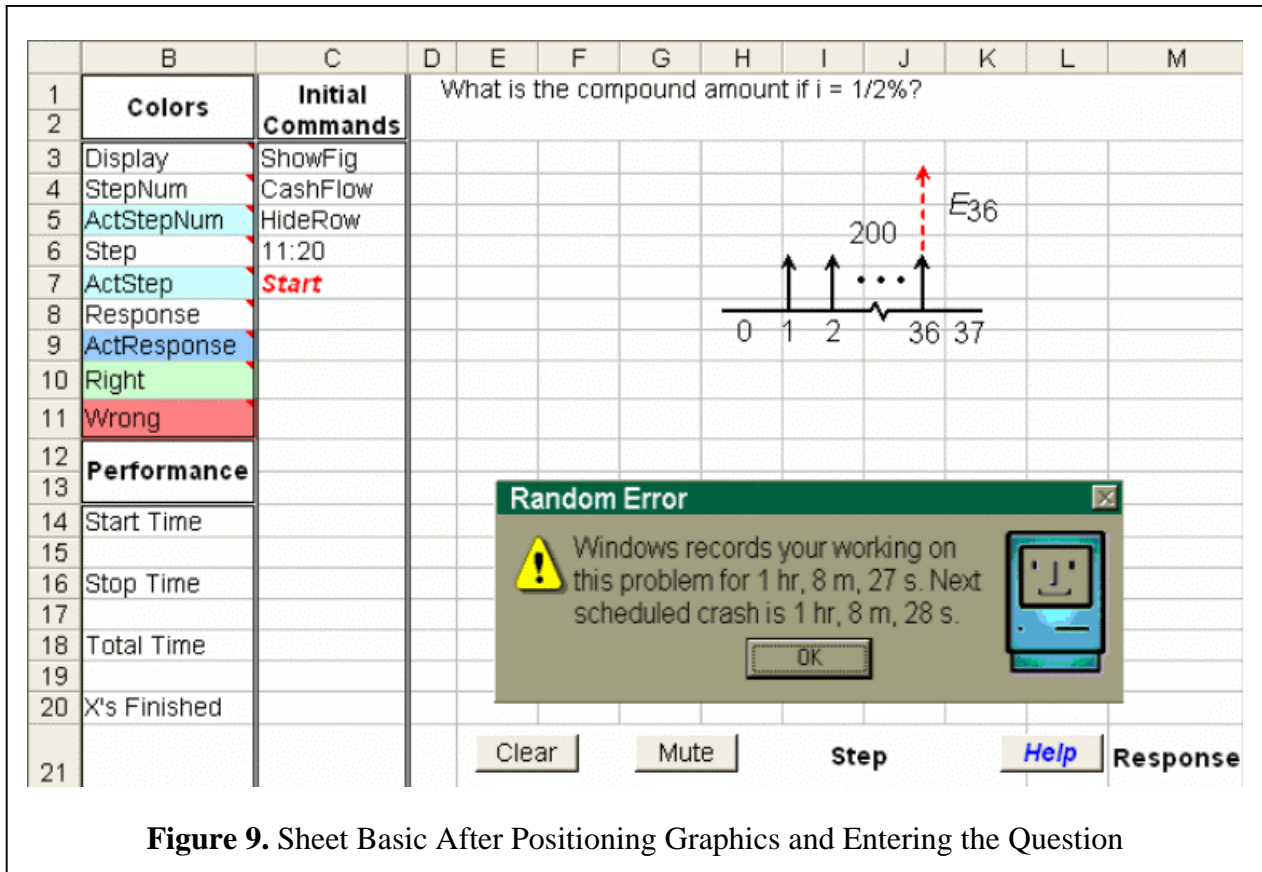 B C D E F G H I J K L M
1 Colors Initial What is the compound amount if i = 1/2%?
2 Commands
3 Display ShowFig
4 StepNum CashFlow
5 ActStepNum HideRow E36
6 Step 11:20 200
7 ActStep Start
8 Response
9 ActResponse 0 1 2 36 37
10 Right
11 Wrong
12 Performance
13
Random Error
14 Start Time
15 Windows records your working on
16 Stop Time this problem for 1 hr, 8 m, 27 s. Next
17 scheduled crash is 1 hr, 8 m, 28 s.
18 Total Time OK
19
20 X's Finished
21 Clear Mute Step Help Response
Figure 9. Sheet Basic After Positioning Graphics and Entering the Question